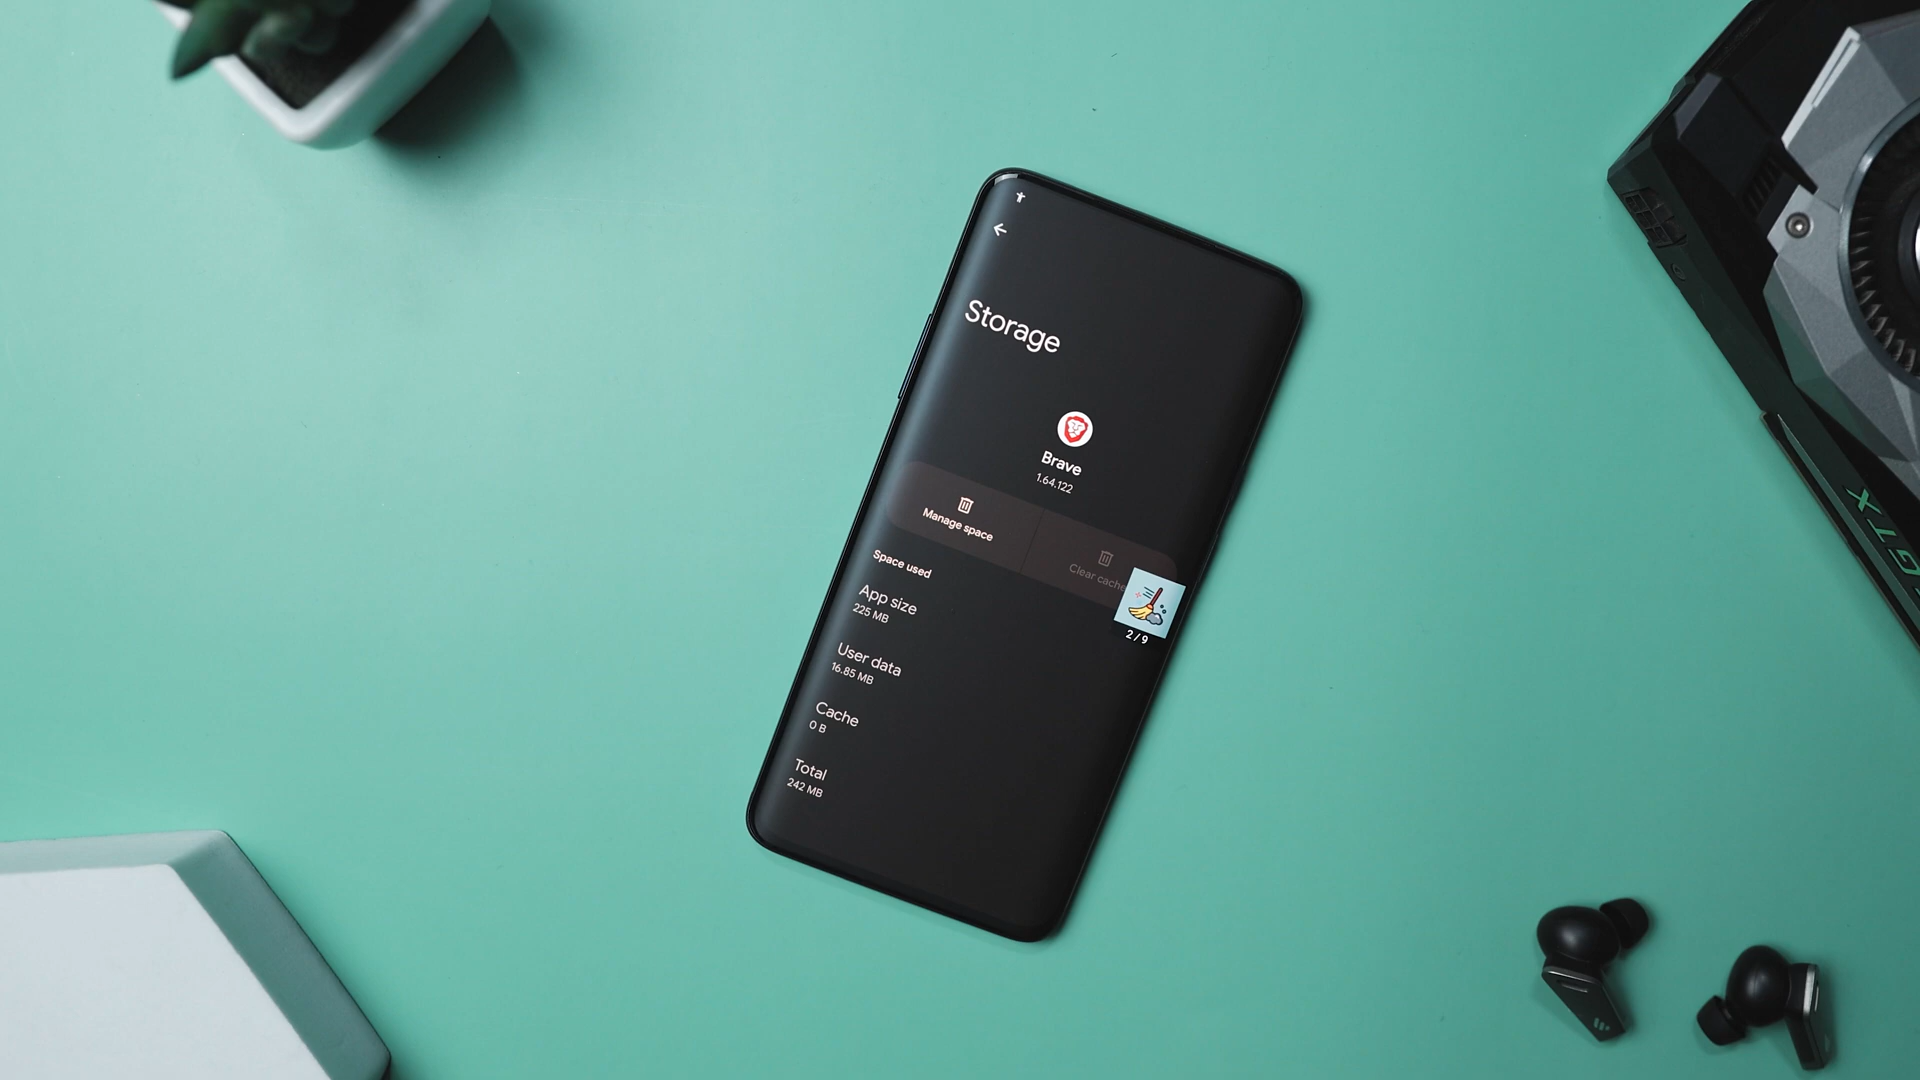 Storage
Brave
1.64.122
Manage space
Clear cache
Space used
App size
225 MB
User data
16.85 MB
Cache
0 B
Total
242 MB
2 / 9
GTX